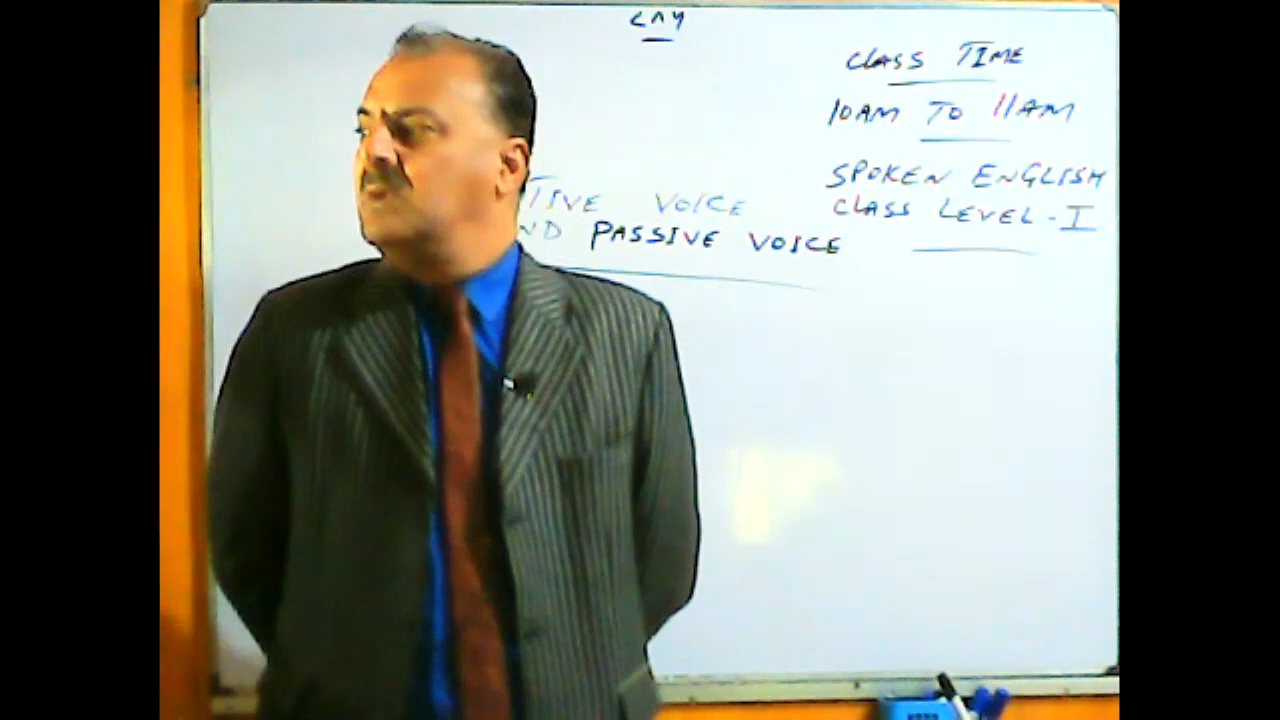 CLASS TIME
10AM TO 11AM
SPOKEN ENGLISH
CLASS LEVEL - I
TIVE VOICE
ND PASSIVE VOICE